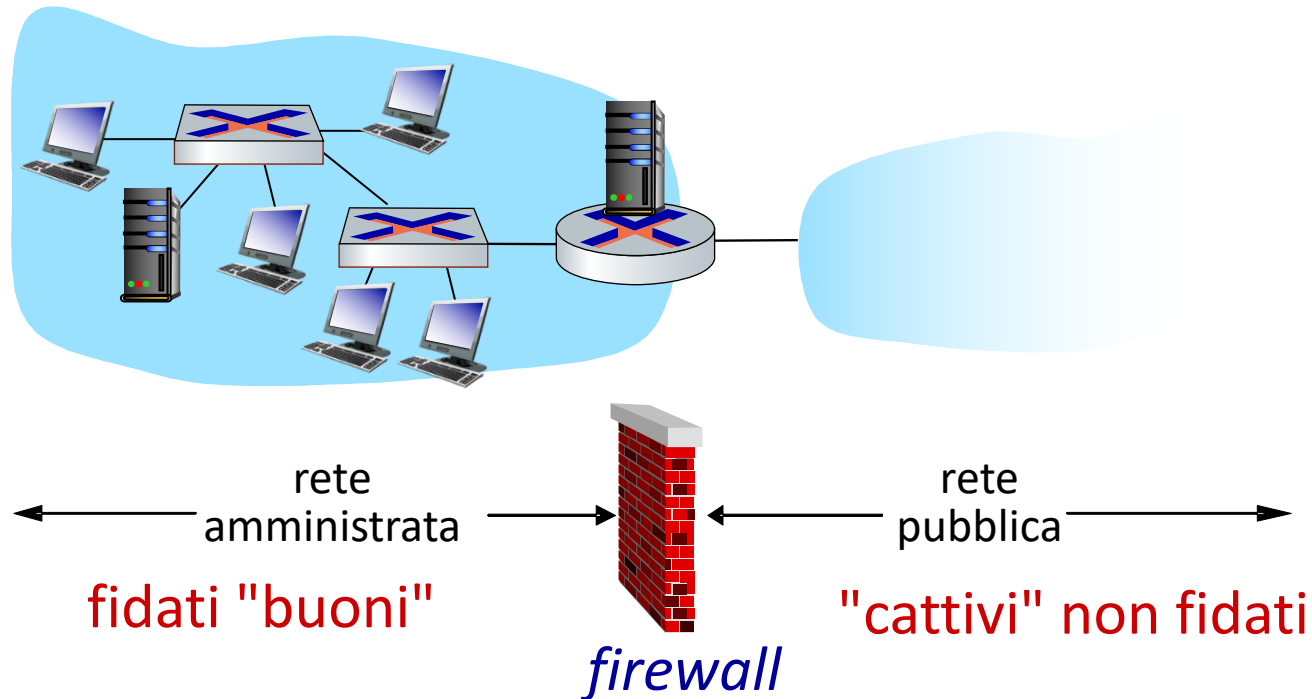 rete
amministrata
rete
pubblica
fidati "buoni"
"cattivi" non fidati
firewall